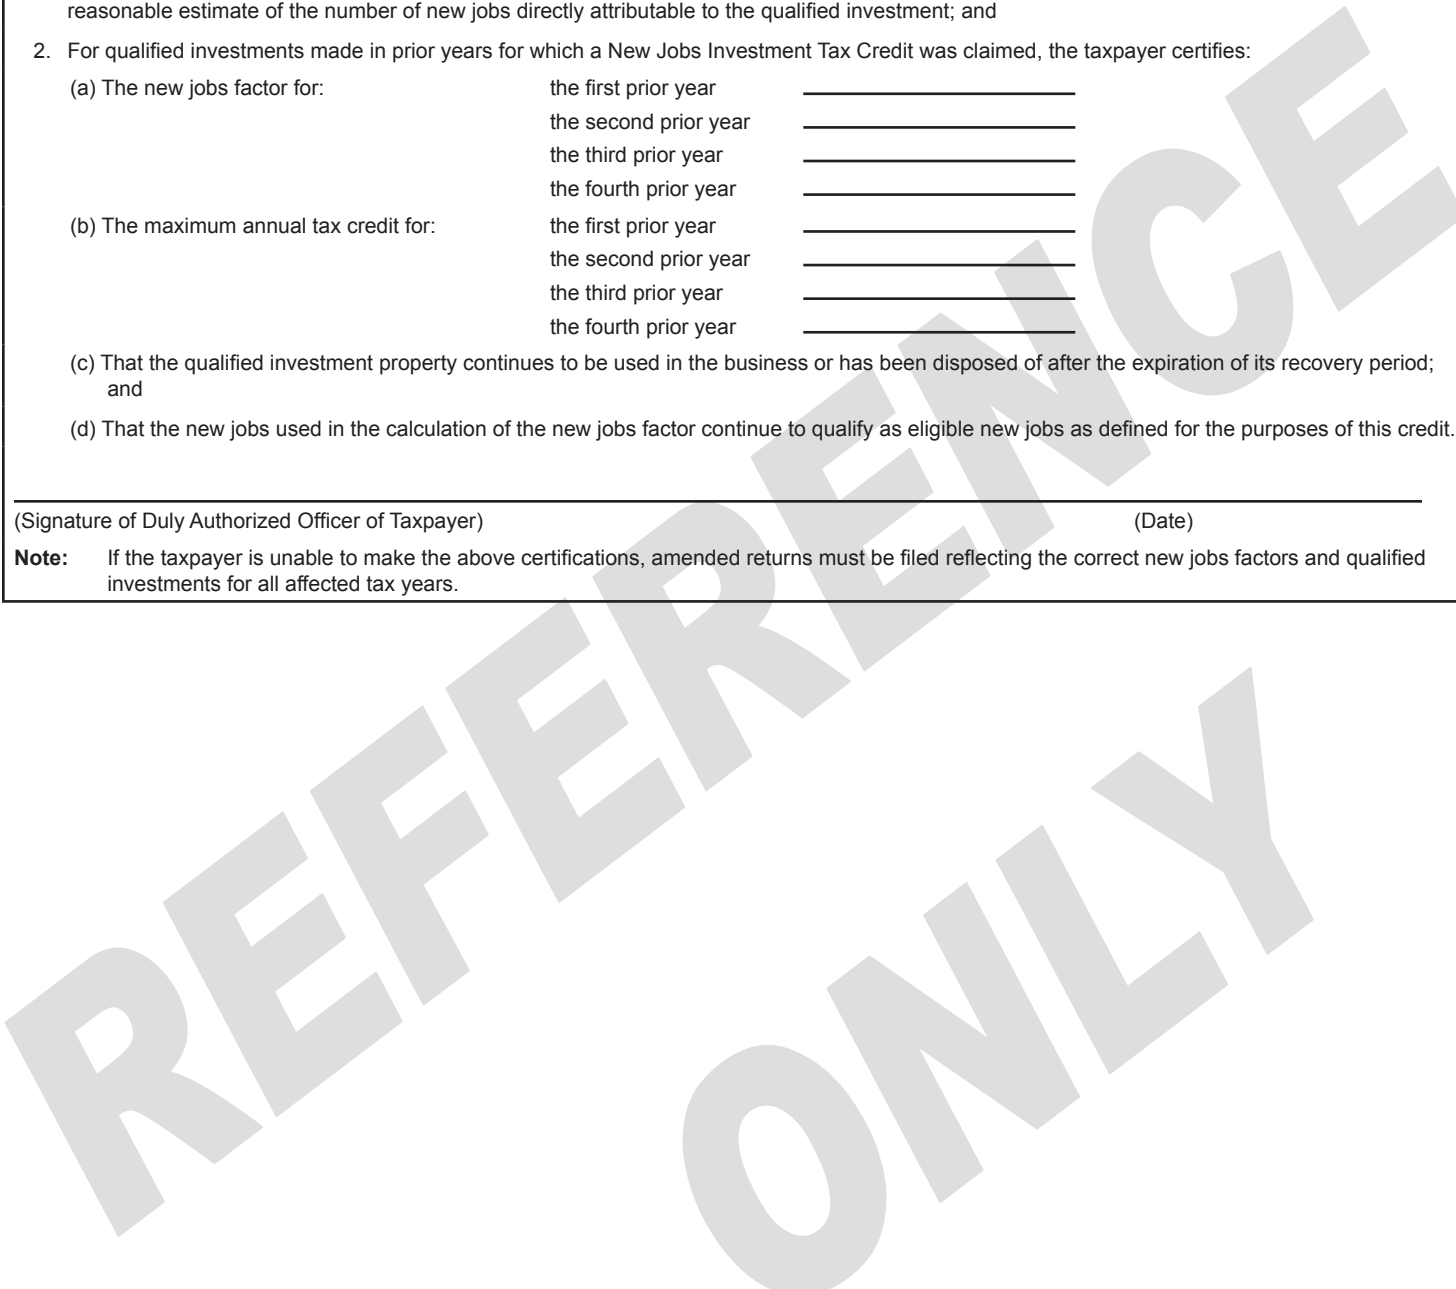 reasonable estimate of the number of new jobs directly attributable to the qualified investment; and
2. For qualified investments made in prior years for which a New Jobs Investment Tax Credit was claimed, the taxpayer certifies:
(a) The new jobs factor for: the first prior year
the second prior year
the third prior year
the fourth prior year
(b) The maximum annual tax credit for: the first prior year
the second prior year
the third prior year
the fourth prior year
(c) That the qualified investment property continues to be used in the business or has been disposed of after the expiration of its recovery period;
and
(d) That the new jobs used in the calculation of the new jobs factor continue to qualify as eligible new jobs as defined for the purposes of this credit.
(Signature of Duly Authorized Officer of Taxpayer) (Date)
Note: If the taxpayer is unable to make the above certifications, amended returns must be filed reflecting the correct new jobs factors and qualified
investments for all affected tax years.
REFERENCE
ONLY